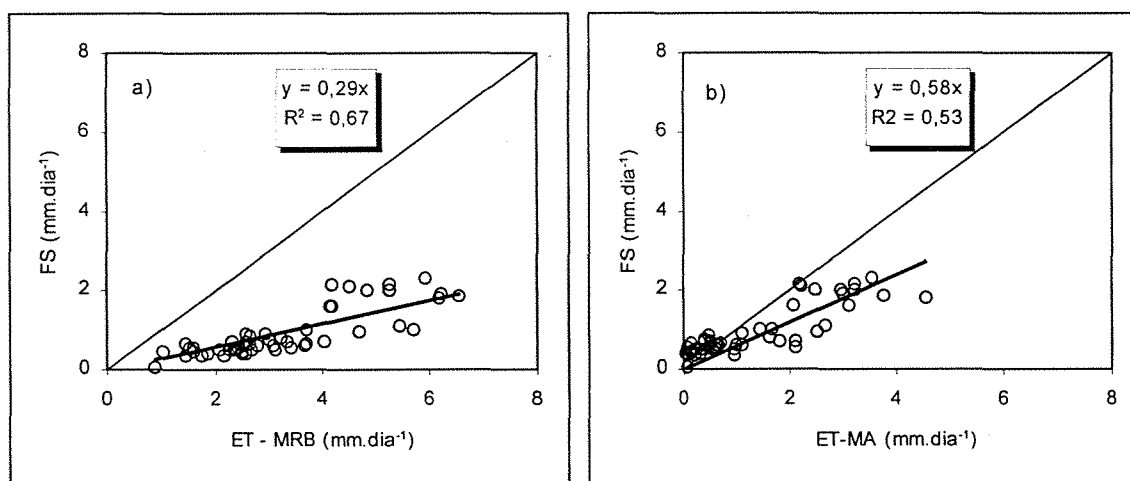 a)
y = 0,29x
R² = 0,67
8
6
4
2
0
FS (mm.dia⁻¹)
0 2 4 6 8
ET - MRB (mm.dia⁻¹)
b)
y = 0,58x
R2 = 0,53
8
6
4
2
0
FS (mm.dia⁻¹)
0 2 4 6 8
ET-MA (mm.dia⁻¹)